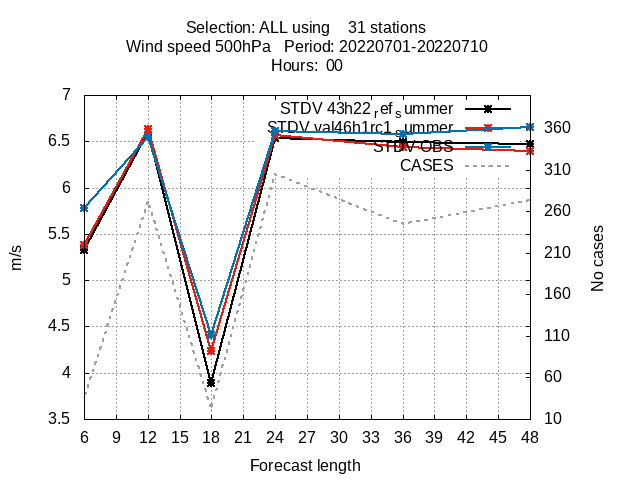 Selection: ALL using 31 stations
Wind speed 500hPa Period: 20220701-20220710
Hours: 00
7
6.5
6
5.5
5
4.5
4
3.5
m/s
STDV 43h22refsummer
STDV val46h1rc1summer
STDV OBS
CASES
360
310
260
210
160
110
60
10
No cases
6 9 12 15 18 21 24 27 30 33 36 39 42 45 48
Forecast length